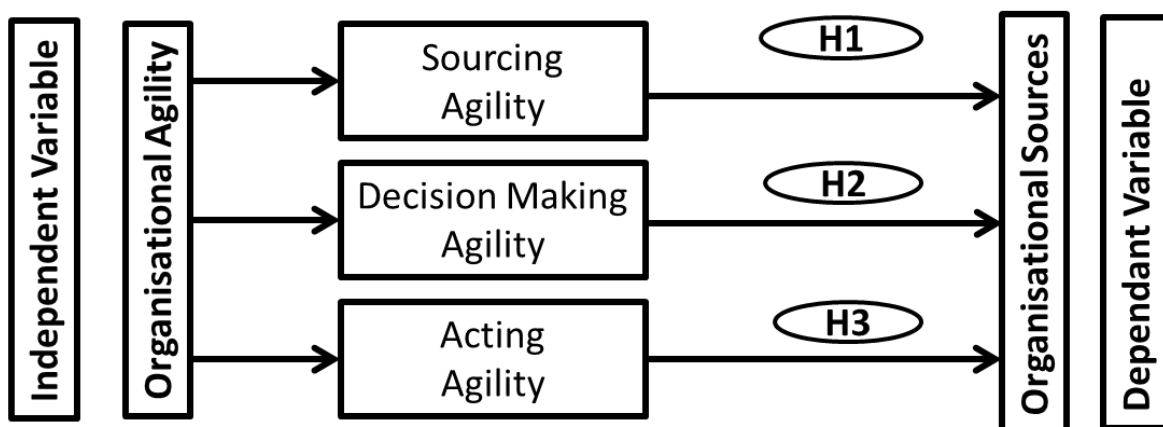 Independent Variable
Organisational Agility
Sourcing
Agility
H1
Decision Making
Agility
H2
Acting
Agility
H3
Organisational Sources
Dependant Variable